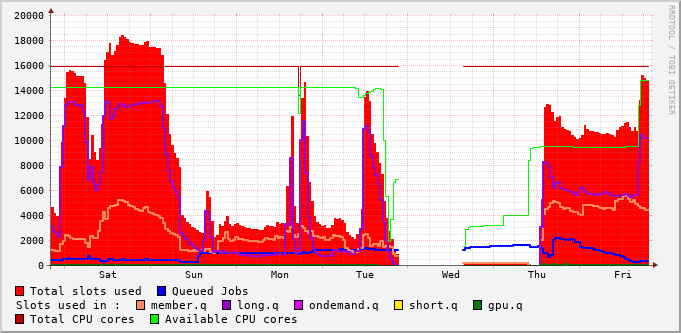 RRDTOOL / TOBI OETIKER
20000
18000
16000
14000
12000
10000
8000
6000
4000
2000
0
Sat Sun Mon Tue Wed Thu Fri
Total slots used Queued Jobs
Slots used in : member.q long.q ondemand.q short.q gpu.q
Total CPU cores Available CPU cores